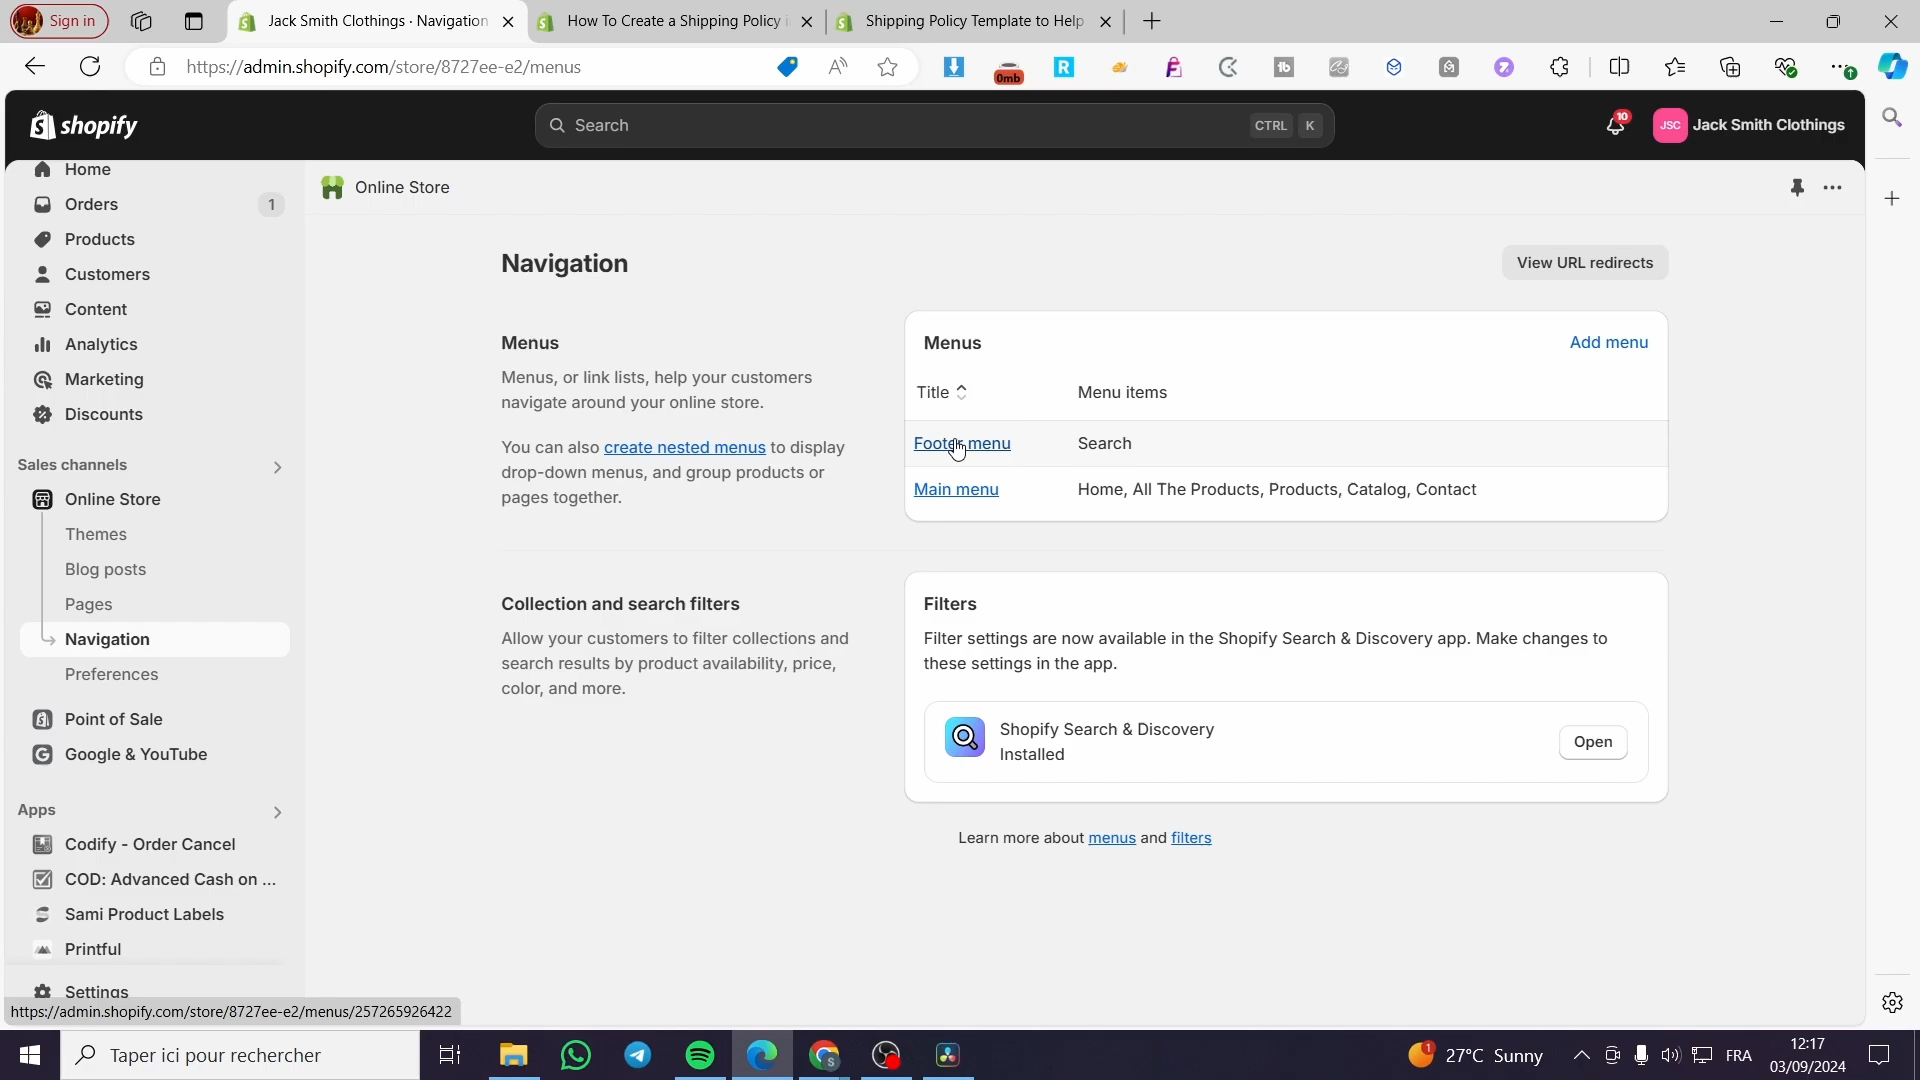 Sign in
Jack Smith Clothings · Navigation
How To Create a Shipping Policy i
Shipping Policy Template to Help
https://admin.shopify.com/store/8727ee-e2/menus
0mb
shopify
Search
CTRL K
10
JSC
Jack Smith Clothings
Home
Orders 1
Products
Customers
Content
Analytics
Marketing
Discounts
Sales channels
Online Store
Themes
Blog posts
Pages
Navigation
Preferences
Point of Sale
Google & YouTube
Apps
Codify - Order Cancel
COD: Advanced Cash on ...
Sami Product Labels
Printful
Settings
https://admin.shopify.com/store/8727ee-e2/menus/257265926422
Online Store
Navigation
View URL redirects
Menus
Menus, or link lists, help your customers
navigate around your online store.
You can also create nested menus to display
drop-down menus, and group products or
pages together.
Menus
Add menu
Title
Menu items
Footer menu
Search
Main menu
Home, All The Products, Products, Catalog, Contact
Collection and search filters
Allow your customers to filter collections and
search results by product availability, price,
color, and more.
Filters
Filter settings are now available in the Shopify Search & Discovery app. Make changes to
these settings in the app.
Shopify Search & Discovery
Installed
Open
Learn more about menus and filters
Taper ici pour rechercher
1
27°C Sunny
FRA
12:17
03/09/2024